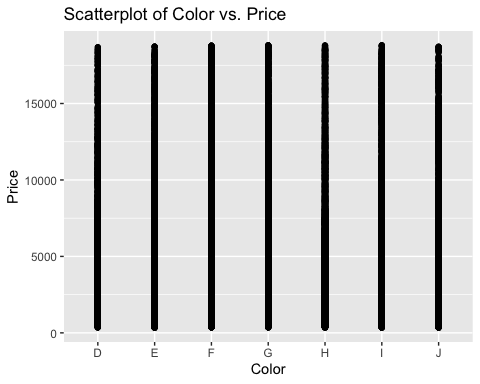 Scatterplot of Color vs. Price
Price
15000
10000
5000
0
D E F G H I J
Color